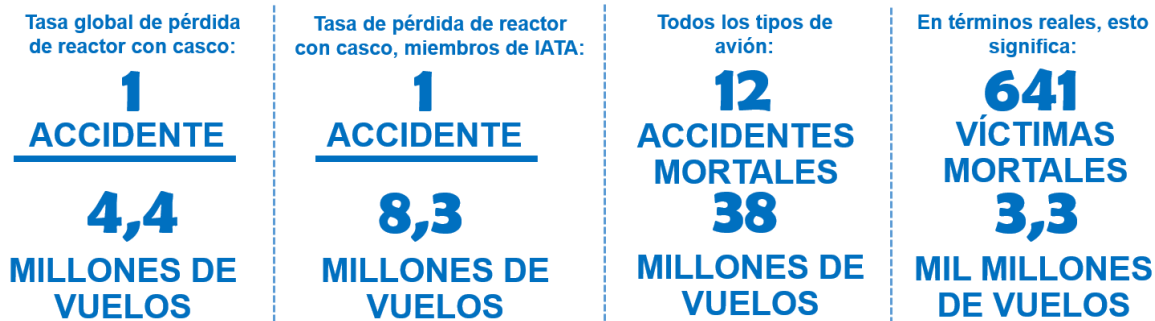 Tasa global de pérdida
de reactor con casco:
1
ACCIDENTE
4,4
MILLONES DE
VUELOS
Tasa de pérdida de reactor
con casco, miembros de IATA:
1
ACCIDENTE
8,3
MILLONES DE
VUELOS
Todos los tipos de
avión:
12
ACCIDENTES
MORTALES
38
MILLONES DE
VUELOS
En términos reales, esto
significa:
641
VÍCTIMAS
MORTALES
3,3
MIL MILLONES
DE VUELOS